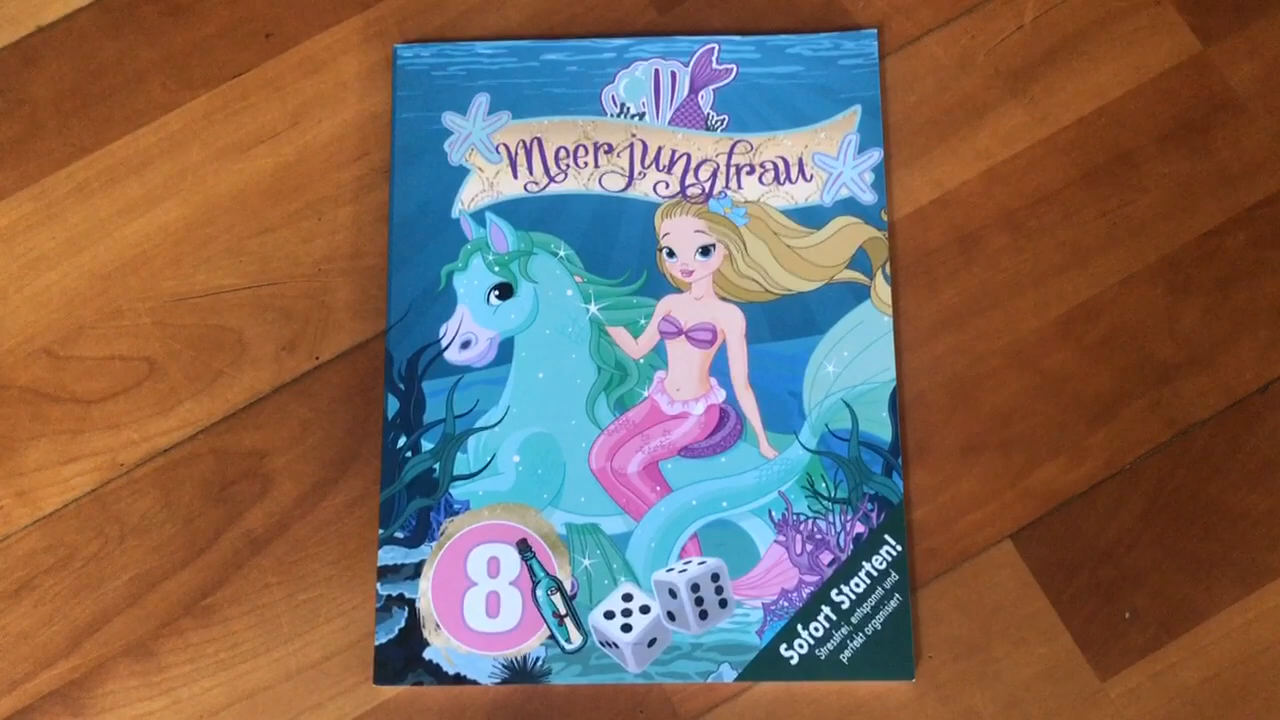 Meerjungfrau
8
Sofort Starten!
Stressfrei, entspannt und
perfekt organisiert